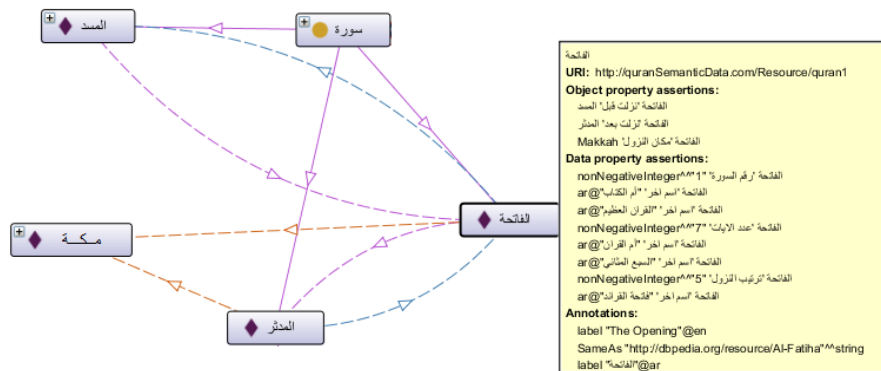 المسد
سورة
الفاتحة
مـكـة
المدثر
الفاتحة
URI: http://quranSemanticData.com/Resource/quran1
Object property assertions:
الفاتحة 'نزلت قبل' المسد
الفاتحة 'نزلت بعد' المدثر
الفاتحة 'مكان النزول' Makkah
Data property assertions:
الفاتحة 'رقم السورة' "1"^^nonNegativeInteger
الفاتحة 'اسم اخر' "أم الكتاب"@ar
الفاتحة 'اسم اخر' "القران العظيم"@ar
الفاتحة 'عدد الايات' "7"^^nonNegativeInteger
الفاتحة 'اسم اخر' "أم القران"@ar
الفاتحة 'اسم اخر' "السبع المثاني"@ar
الفاتحة 'ترتيب النزول' "5"^^nonNegativeInteger
الفاتحة 'اسم اخر' "فاتحة القرائد"@ar
Annotations:
label "The Opening"@en
SameAs "http://dbpedia.org/resource/Al-Fatiha"^^string
label "الفاتحة"@ar